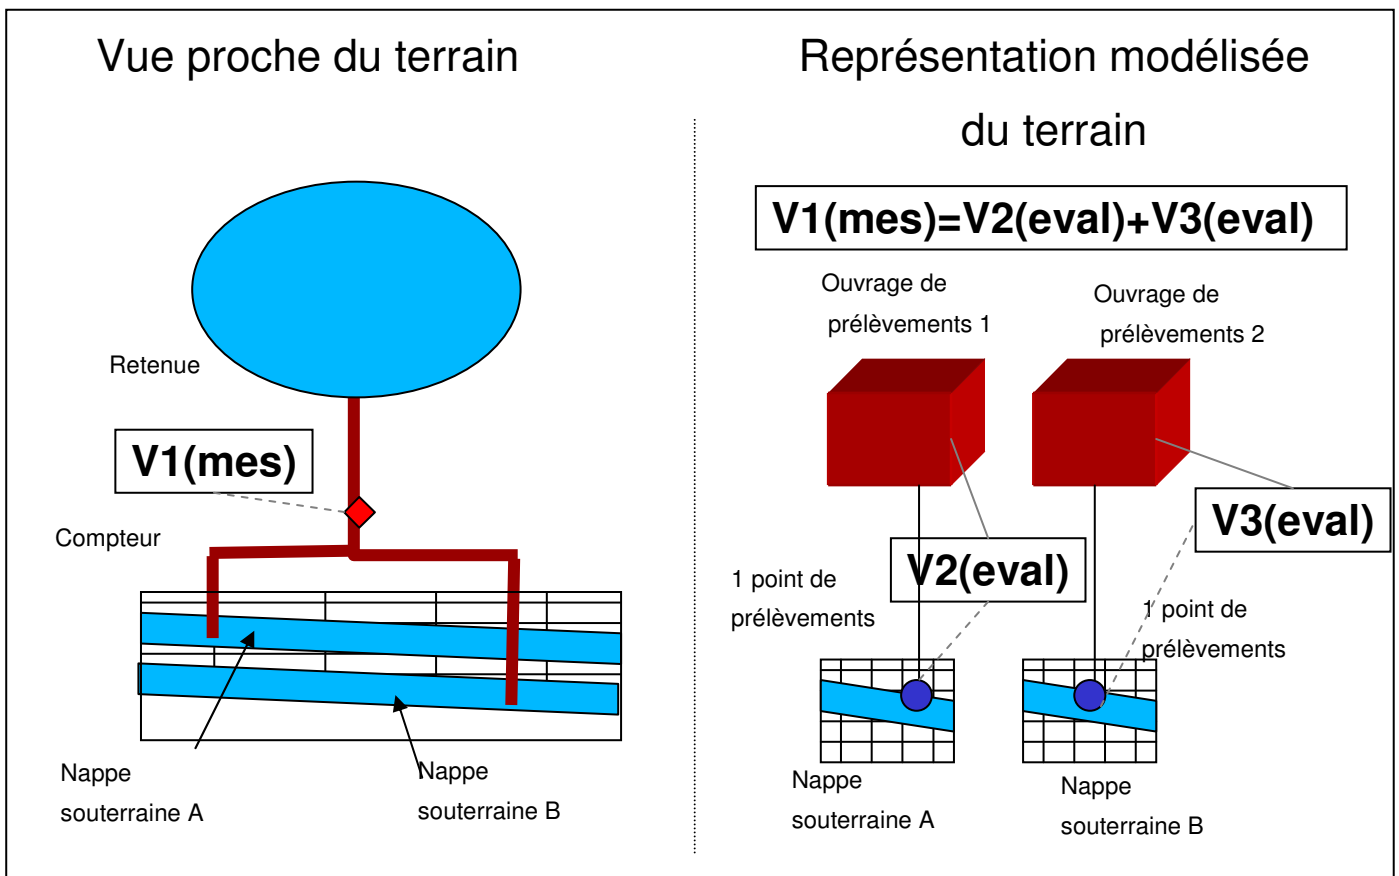 Vue proche du terrain
Retenue
V1(mes)
Compteur
Nappe
souterraine A
Nappe
souterraine B
Représentation modélisée
du terrain
V1(mes)=V2(eval)+V3(eval)
Ouvrage de
prélèvements 1
Ouvrage de
prélèvements 2
V3(eval)
V2(eval)
1 point de
prélèvements
1 point de
prélèvements
Nappe
souterraine A
Nappe
souterraine B